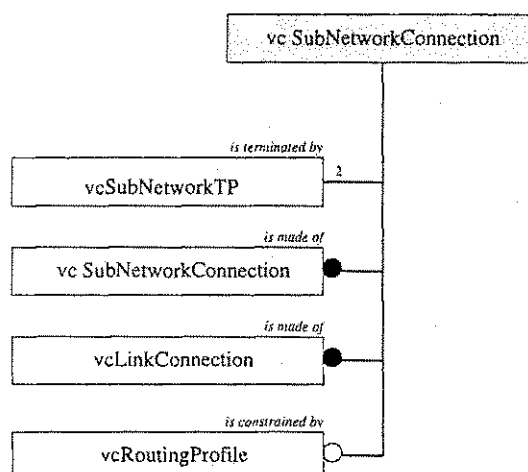 vc SubNetworkConnection
is terminated by
vcSubNetworkTP
2
is made of
vc SubNetworkConnection
is made of
vcLinkConnection
is constrained by
vcRoutingProfile